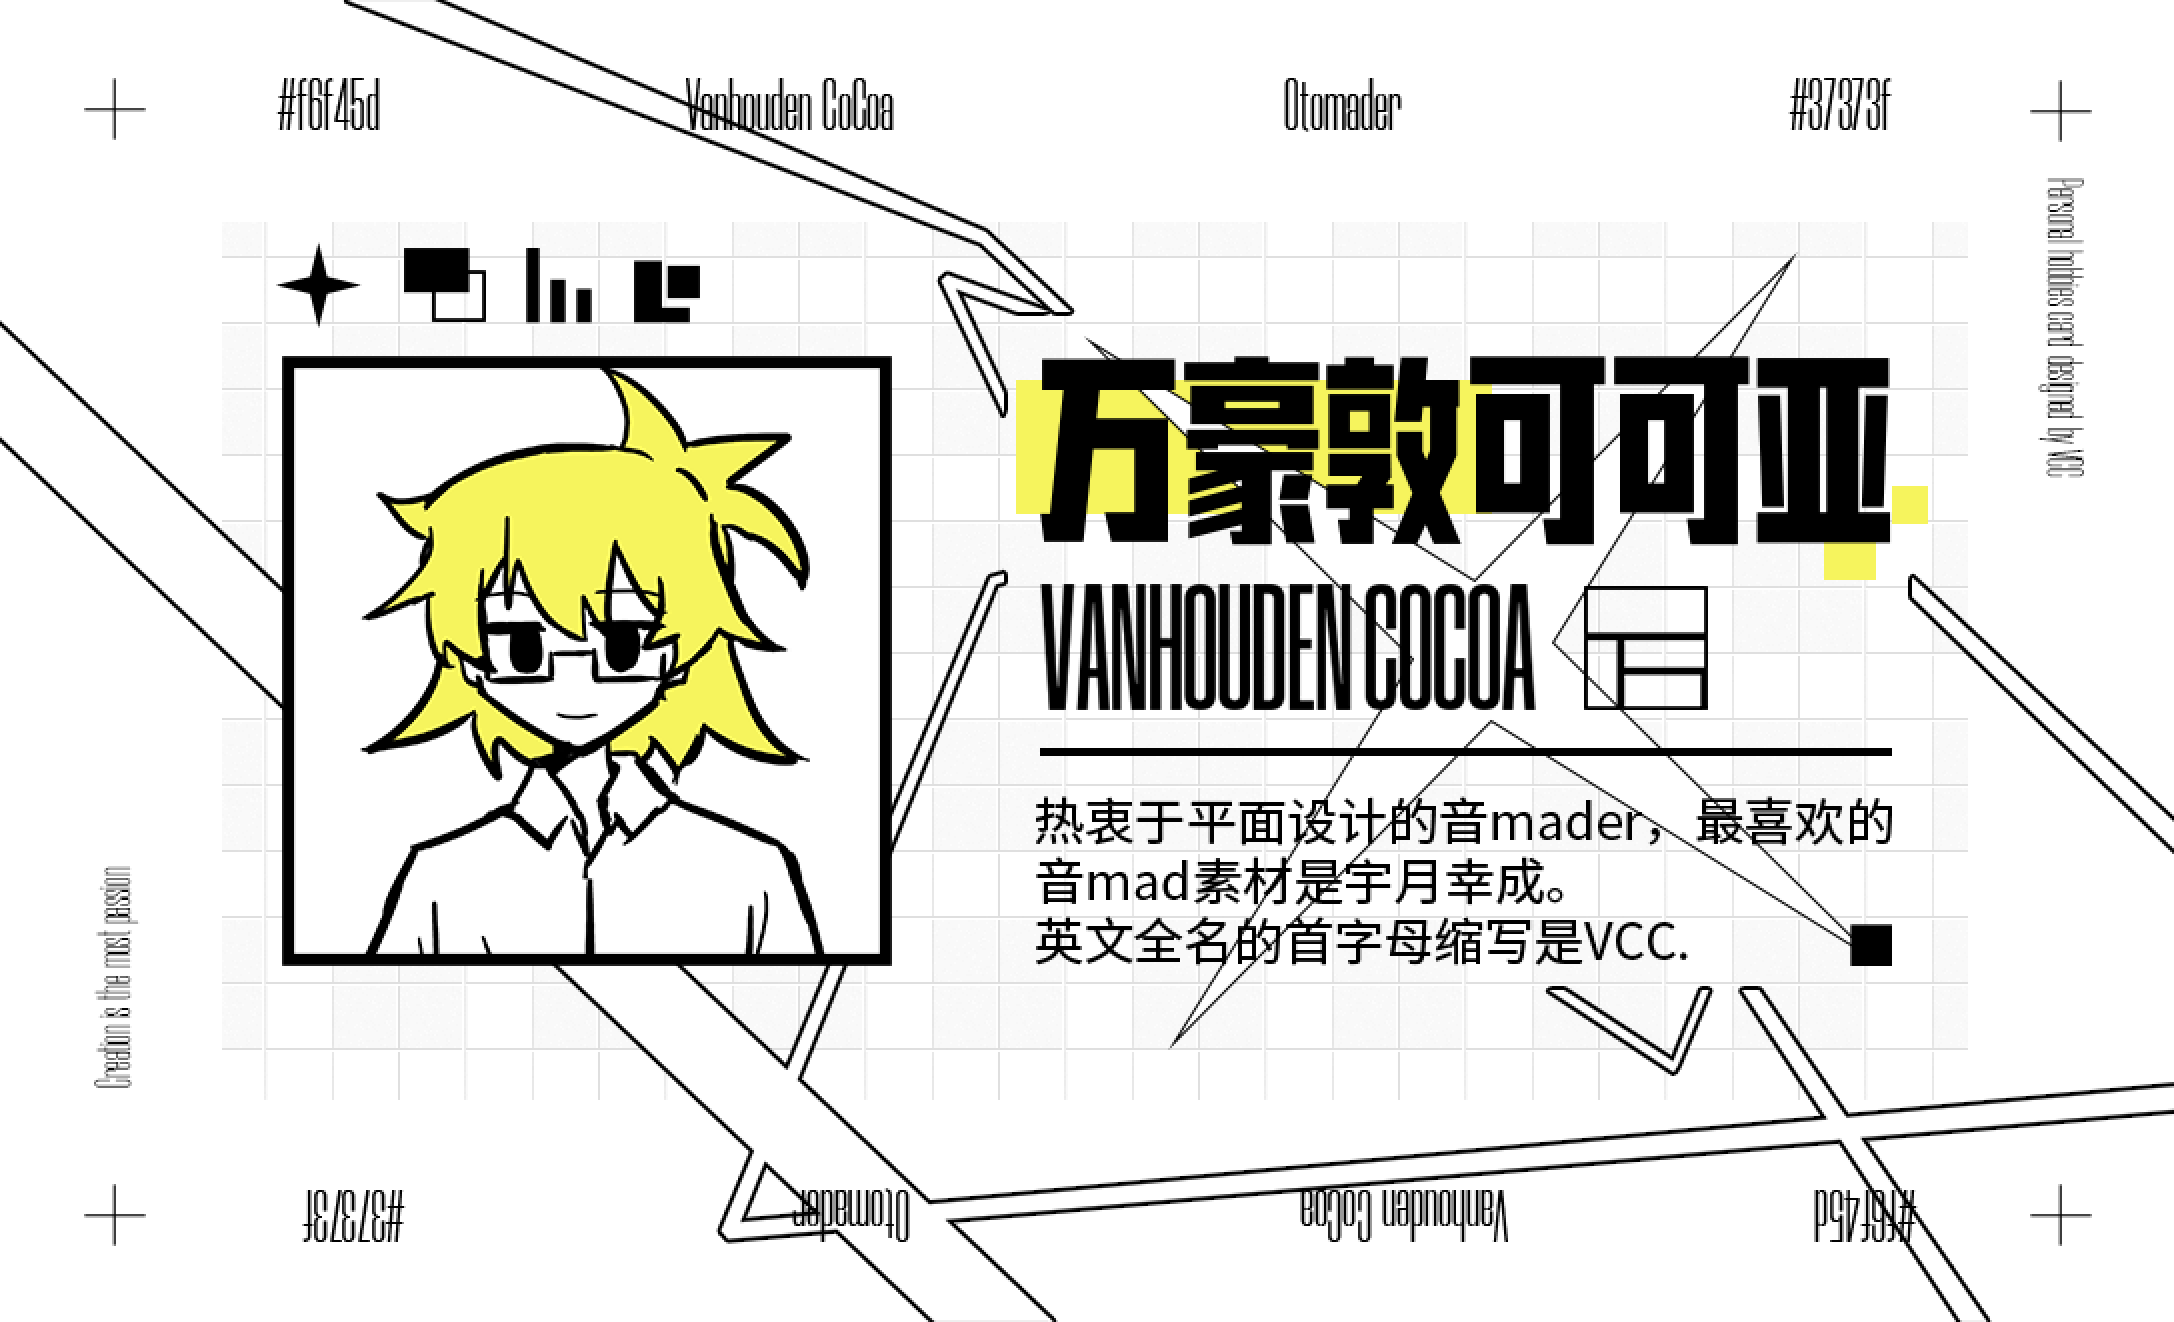 #f6f45d
Vanhouden CoCoa
Otomader
#37373f
Personal hobbies card designed by VCC
万豪敦可可亚
VANHOUDEN COCOA
热衷于平面设计的音mader，最喜欢的
音mad素材是宇月幸成。
英文全名的首字母缩写是VCC.
Creation is the most passion
#37373f
Otomader
Vanhouden CoCoa
#f6f45d